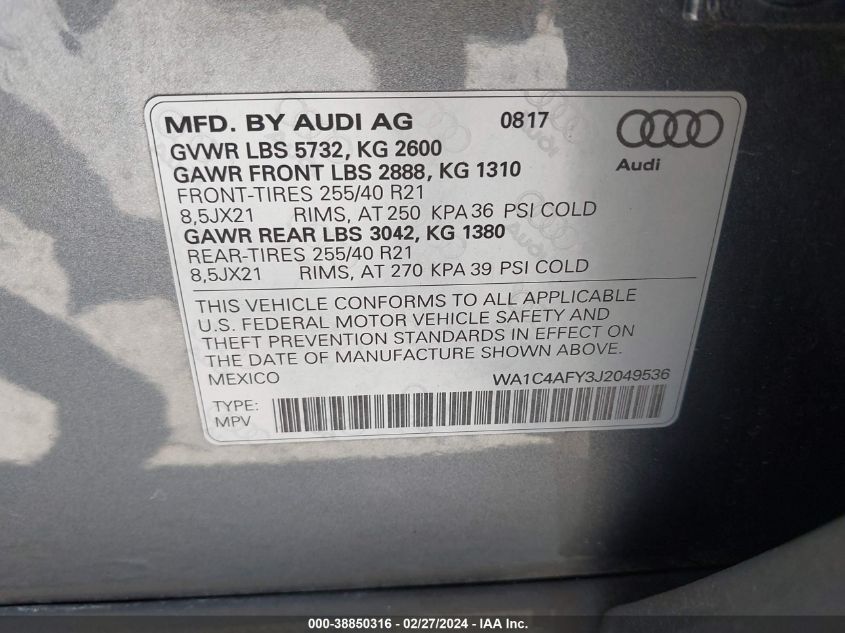 MFD. BY AUDI AG 0817
Audi
GVWR LBS 5732, KG 2600
GAWR FRONT LBS 2888, KG 1310
FRONT-TIRES 255/40 R21
8,5JX21 RIMS, AT 250 KPA 36 PSI COLD
GAWR REAR LBS 3042, KG 1380
REAR-TIRES 255/40 R21
8,5JX21 RIMS, AT 270 KPA 39 PSI COLD
THIS VEHICLE CONFORMS TO ALL APPLICABLE
U.S. FEDERAL MOTOR VEHICLE SAFETY AND
THEFT PREVENTION STANDARDS IN EFFECT ON
THE DATE OF MANUFACTURE SHOWN ABOVE.
MEXICO WA1C4AFY3J2049536
TYPE:
MPV
000-38850316 - 02/27/2024 - IAA Inc.